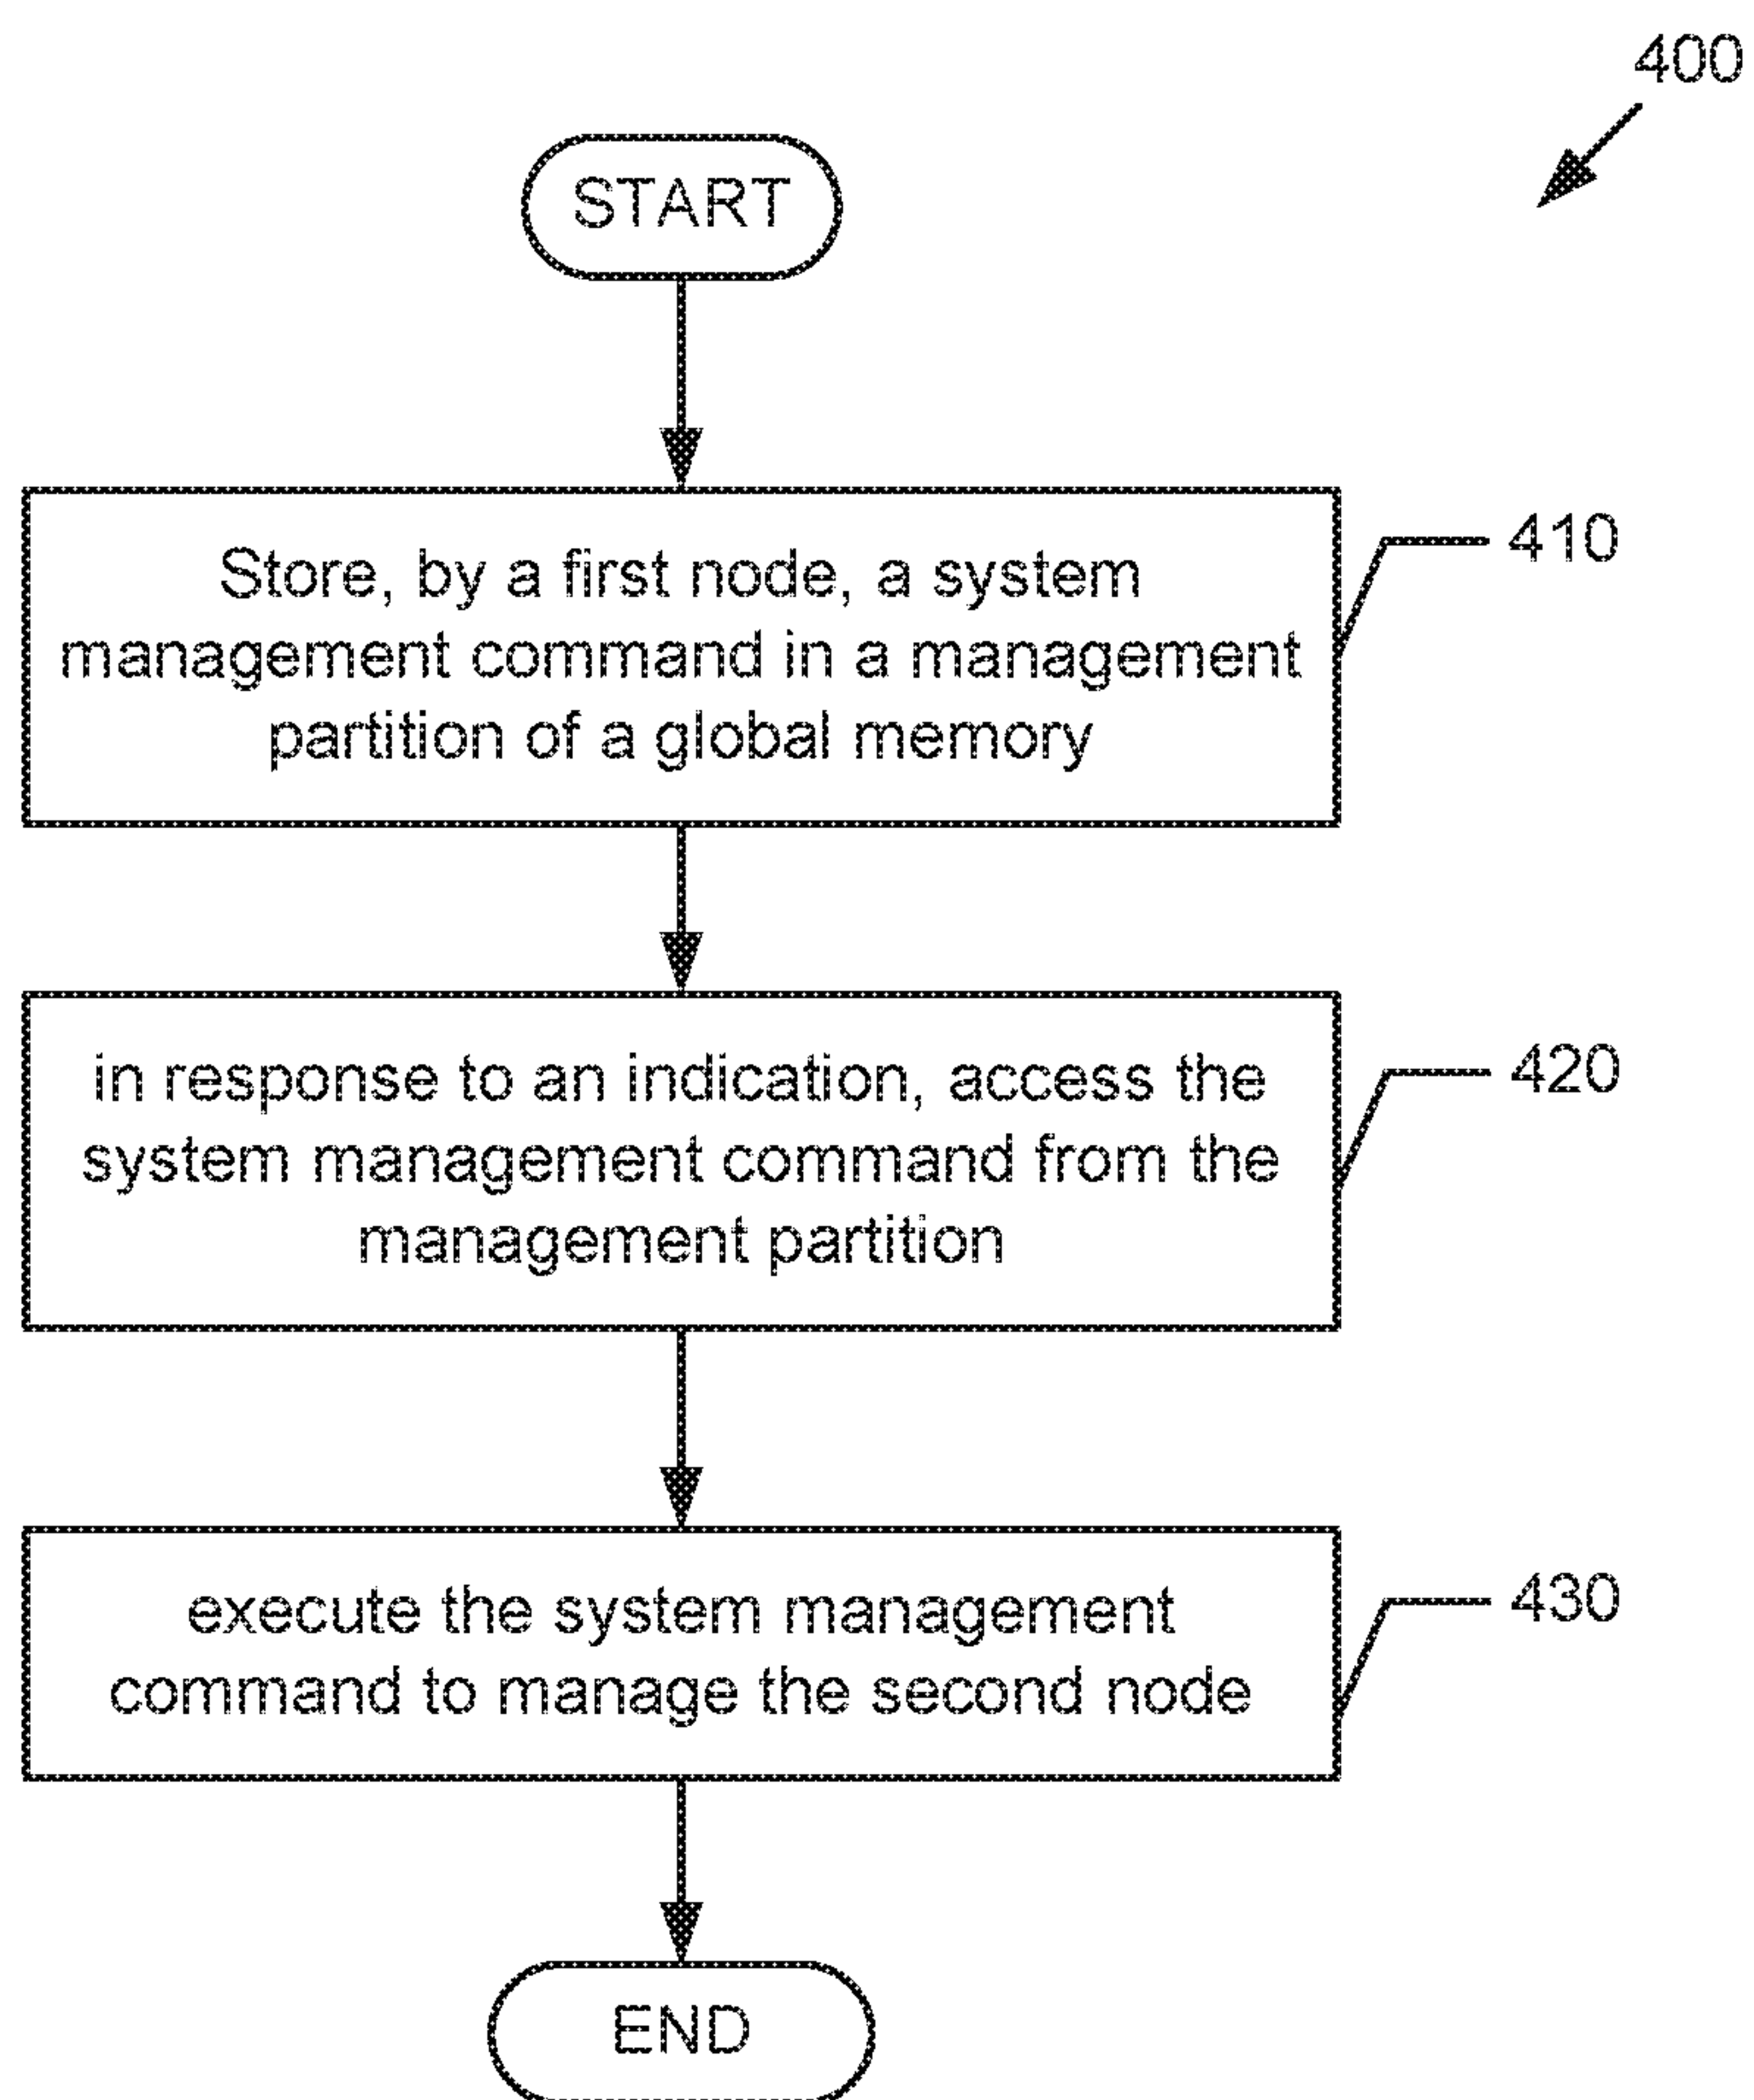 400
START
Store, by a first node, a system
management command in a management
partition of a global memory
410
in response to an indication, access the
system management command from the
management partition
420
execute the system management
command to manage the second node
430
END